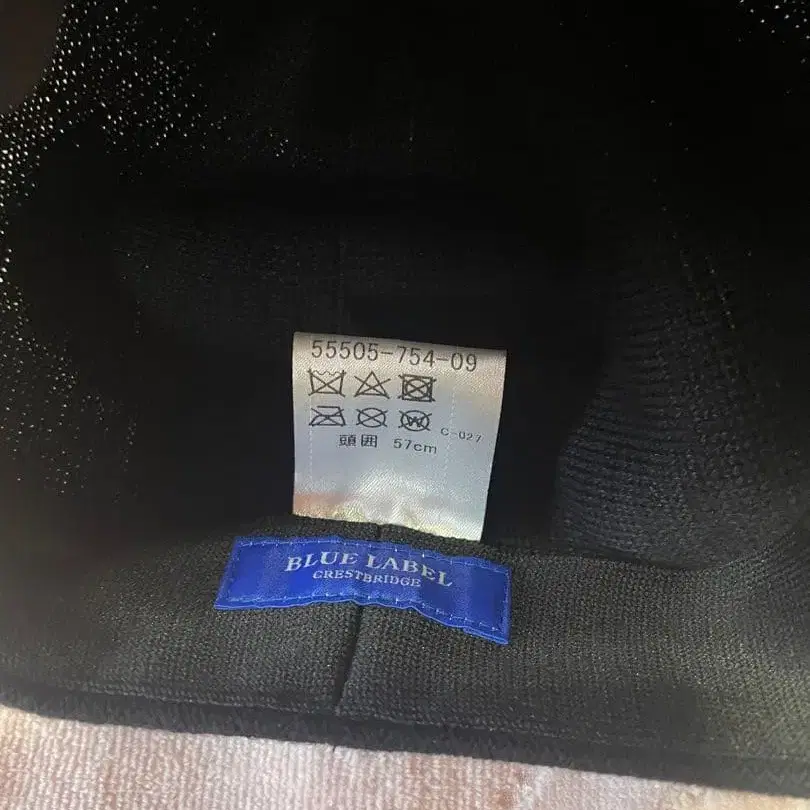 55505-754-09
W
C-027
頭囲 57cm
BLUE LABEL
CRESTBRIDGE